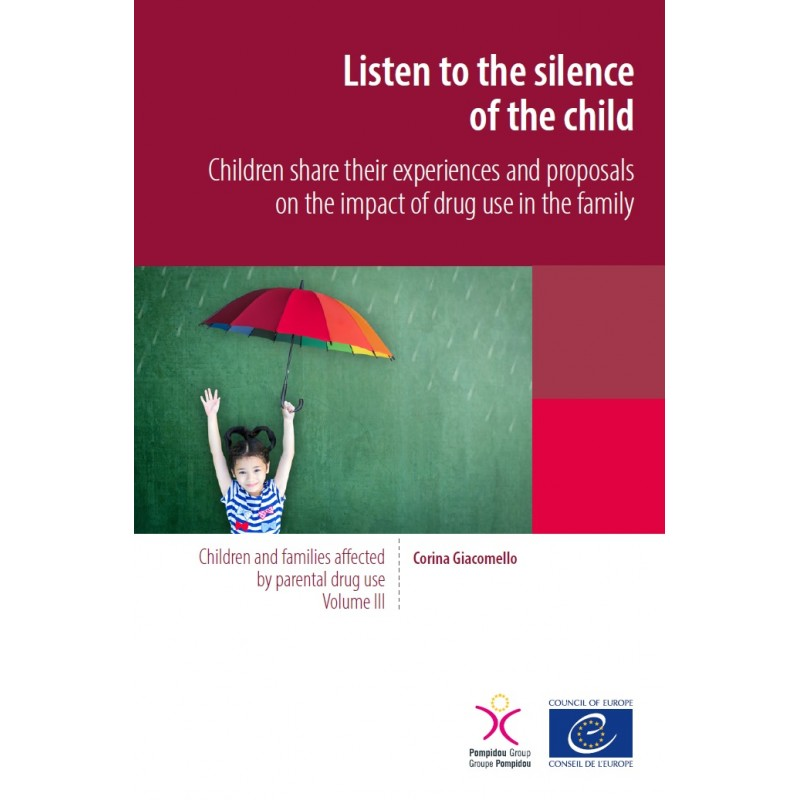 Listen to the silence
of the child
Children share their experiences and proposals
on the impact of drug use in the family
Children and families affected
by parental drug use
Volume III
Corina Giacomello
Pompidou Group
Groupe Pompidou
COUNCIL OF EUROPE
CONSEIL DE L'EUROPE